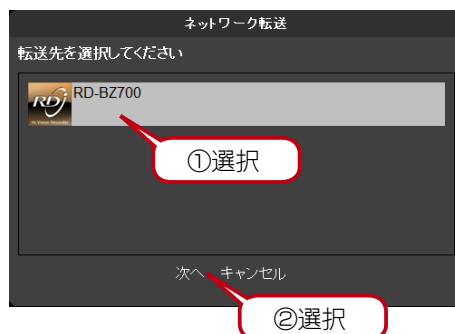 ネットワーク転送
転送先を選択してください
RD-BZ700
RD
①選択
次へ キャンセル
②選択